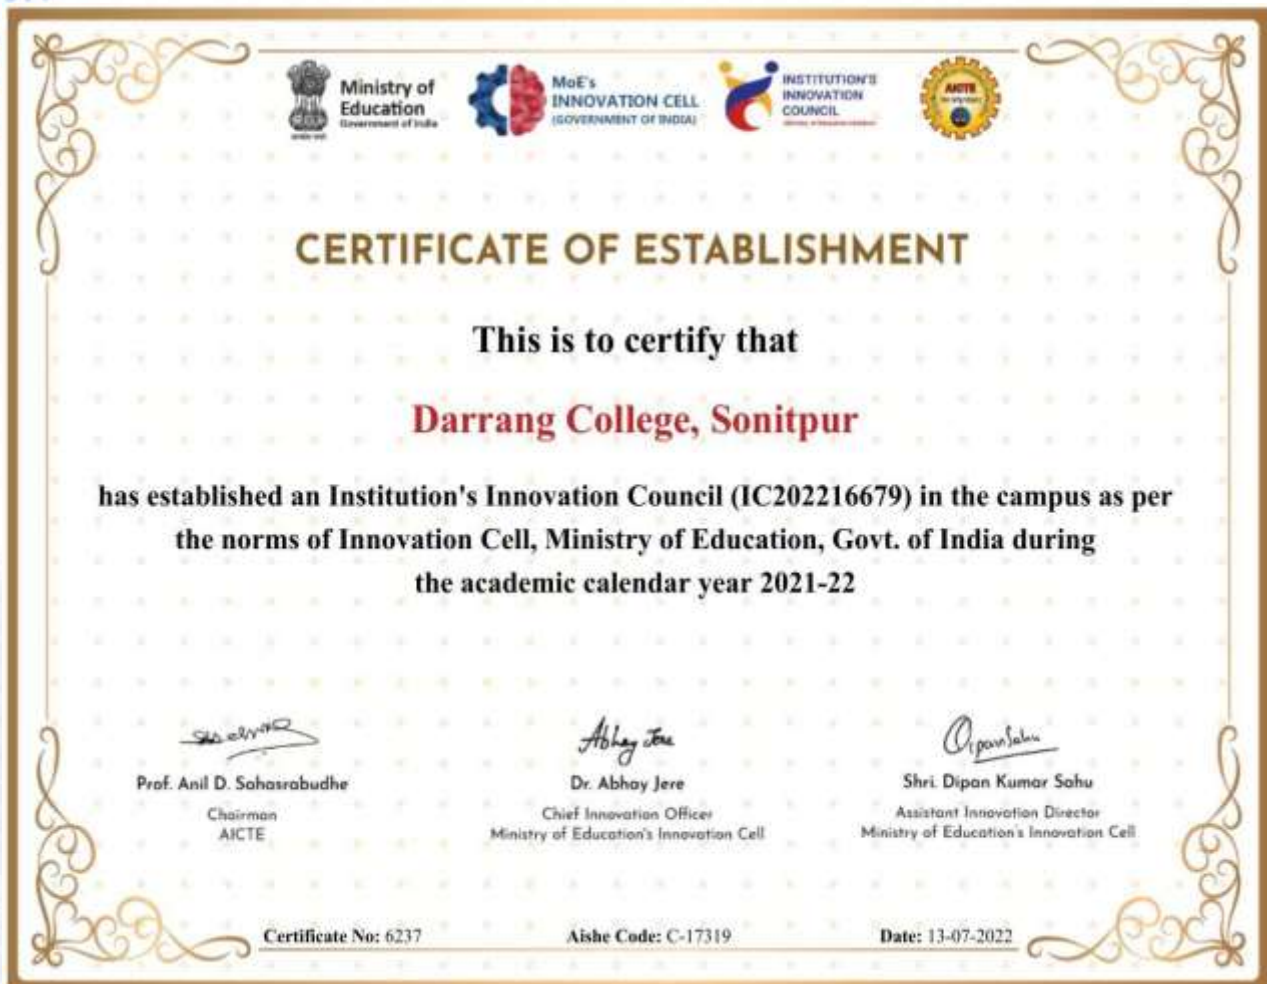 Ministry of
Education
Government of India
MoE's
INNOVATION CELL
(GOVERNMENT OF INDIA)
INSTITUTION'S
INNOVATION
COUNCIL
AICTE
CERTIFICATE OF ESTABLISHMENT
This is to certify that
Darrang College, Sonitpur
has established an Institution's Innovation Council (IC202216679) in the campus as per
the norms of Innovation Cell, Ministry of Education, Govt. of India during
the academic calendar year 2021-22
Prof. Anil D. Sahasrabudhe
Chairman
AICTE
Abhay Jere
Dr. Abhay Jere
Chief Innovation Officer
Ministry of Education's Innovation Cell
Dipan Sahu
Shri. Dipan Kumar Sahu
Assistant Innovation Director
Ministry of Education's Innovation Cell
Certificate No: 6237 Aishe Code: C-17319 Date: 13-07-2022